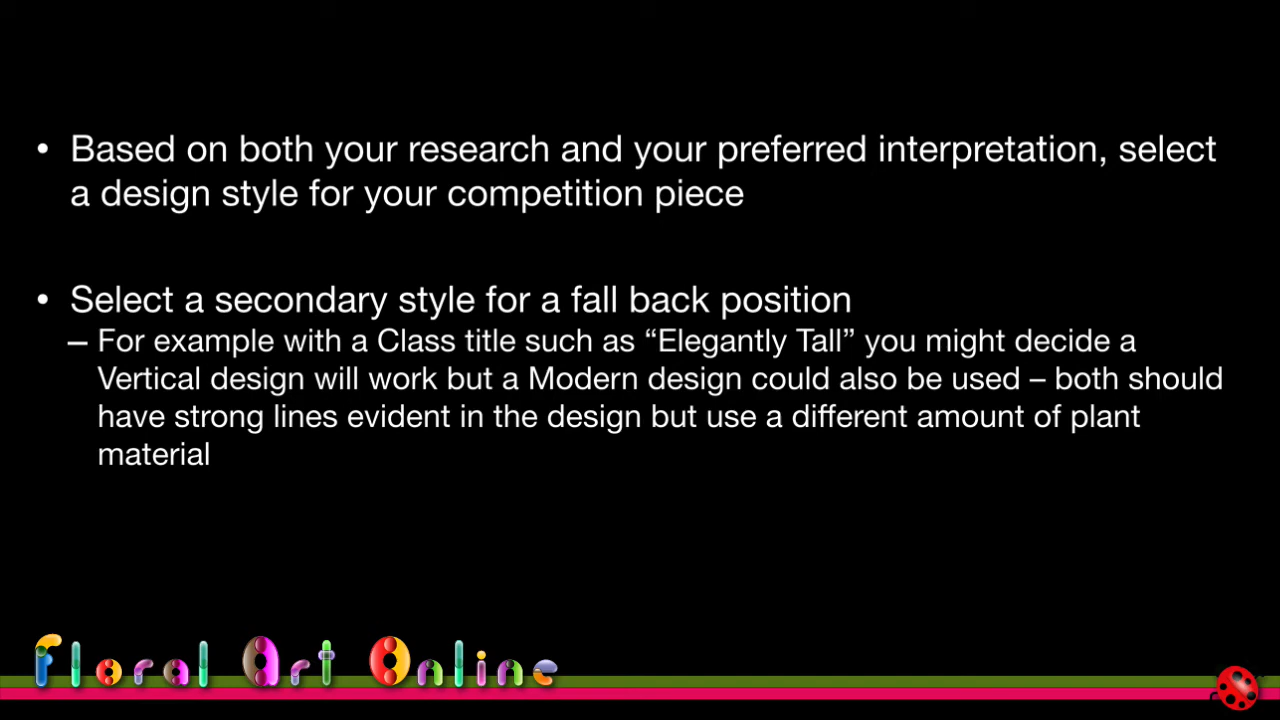 • Based on both your research and your preferred interpretation, select
a design style for your competition piece
• Select a secondary style for a fall back position
– For example with a Class title such as “Elegantly Tall” you might decide a
Vertical design will work but a Modern design could also be used – both should
have strong lines evident in the design but use a different amount of plant
material
Floral Art Online